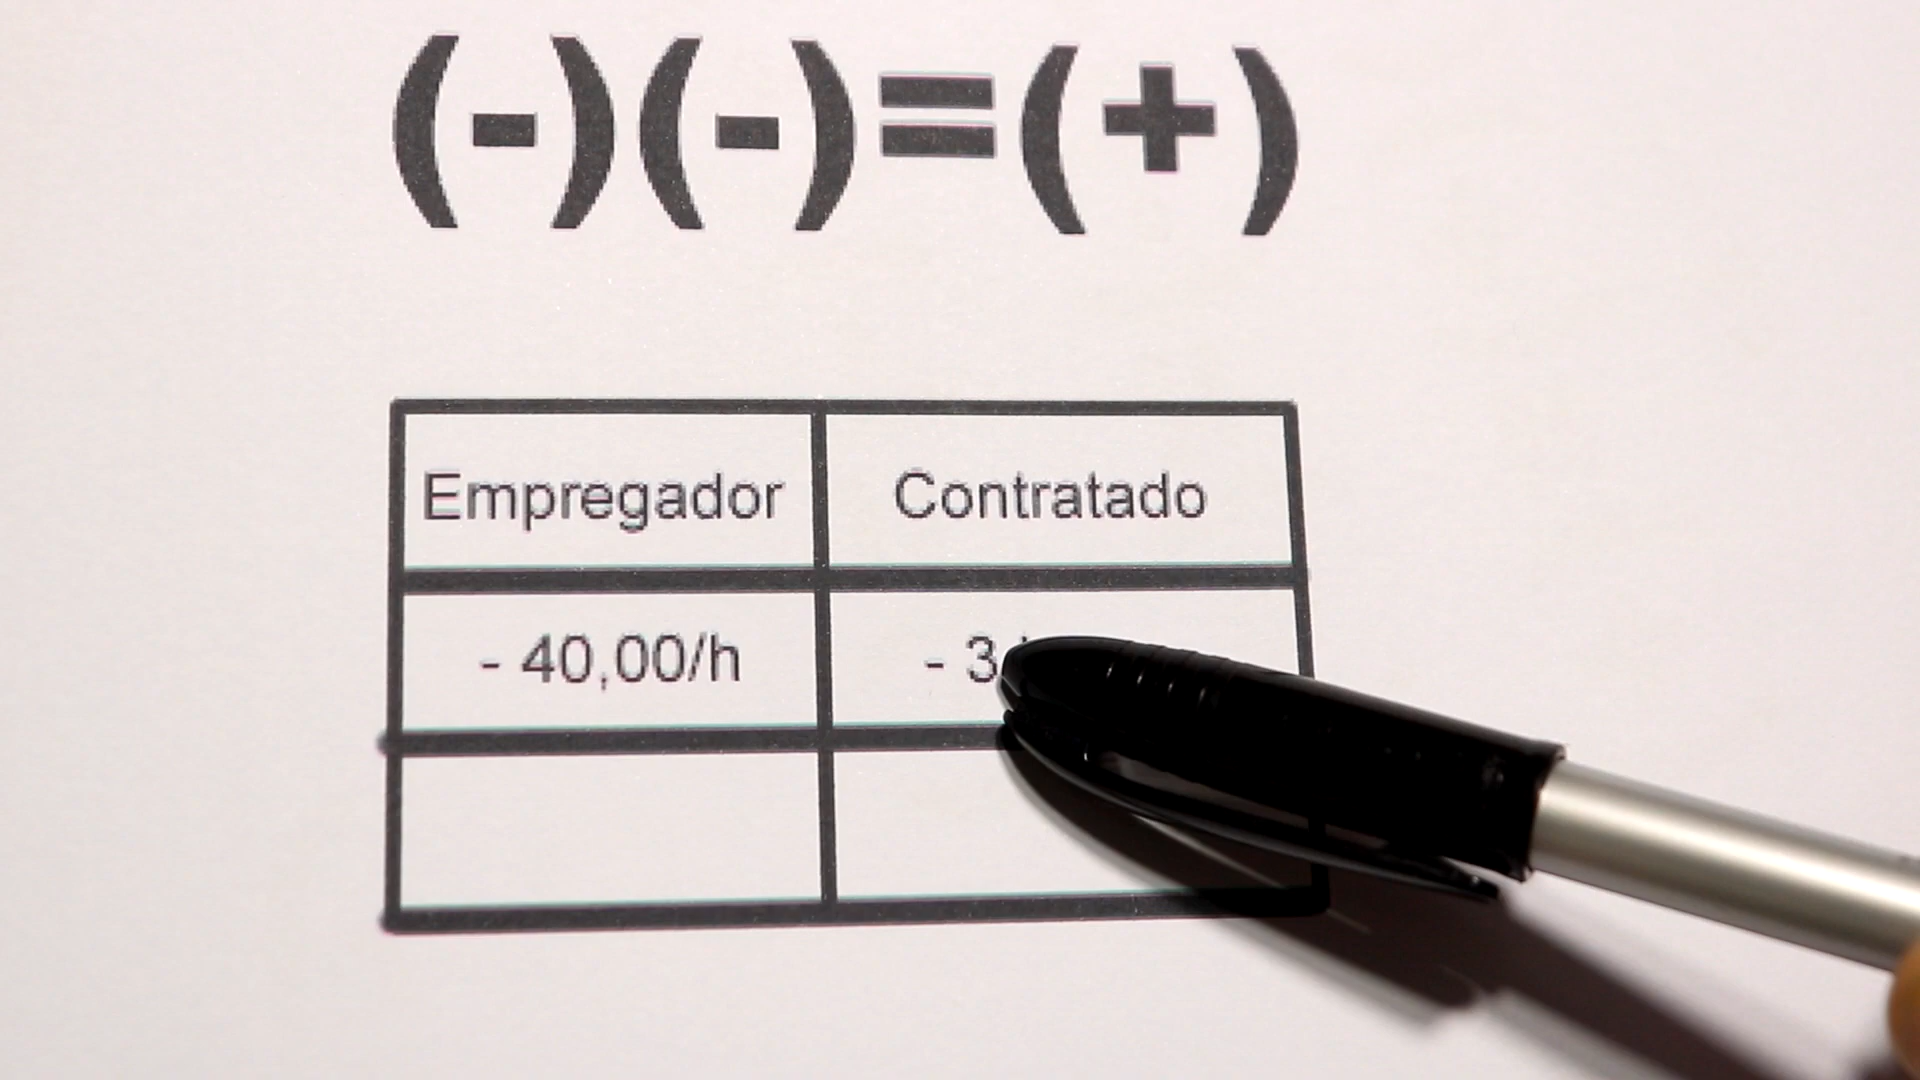 (-)(-)=(+)
Empregador Contratado
- 40,00/h - 3